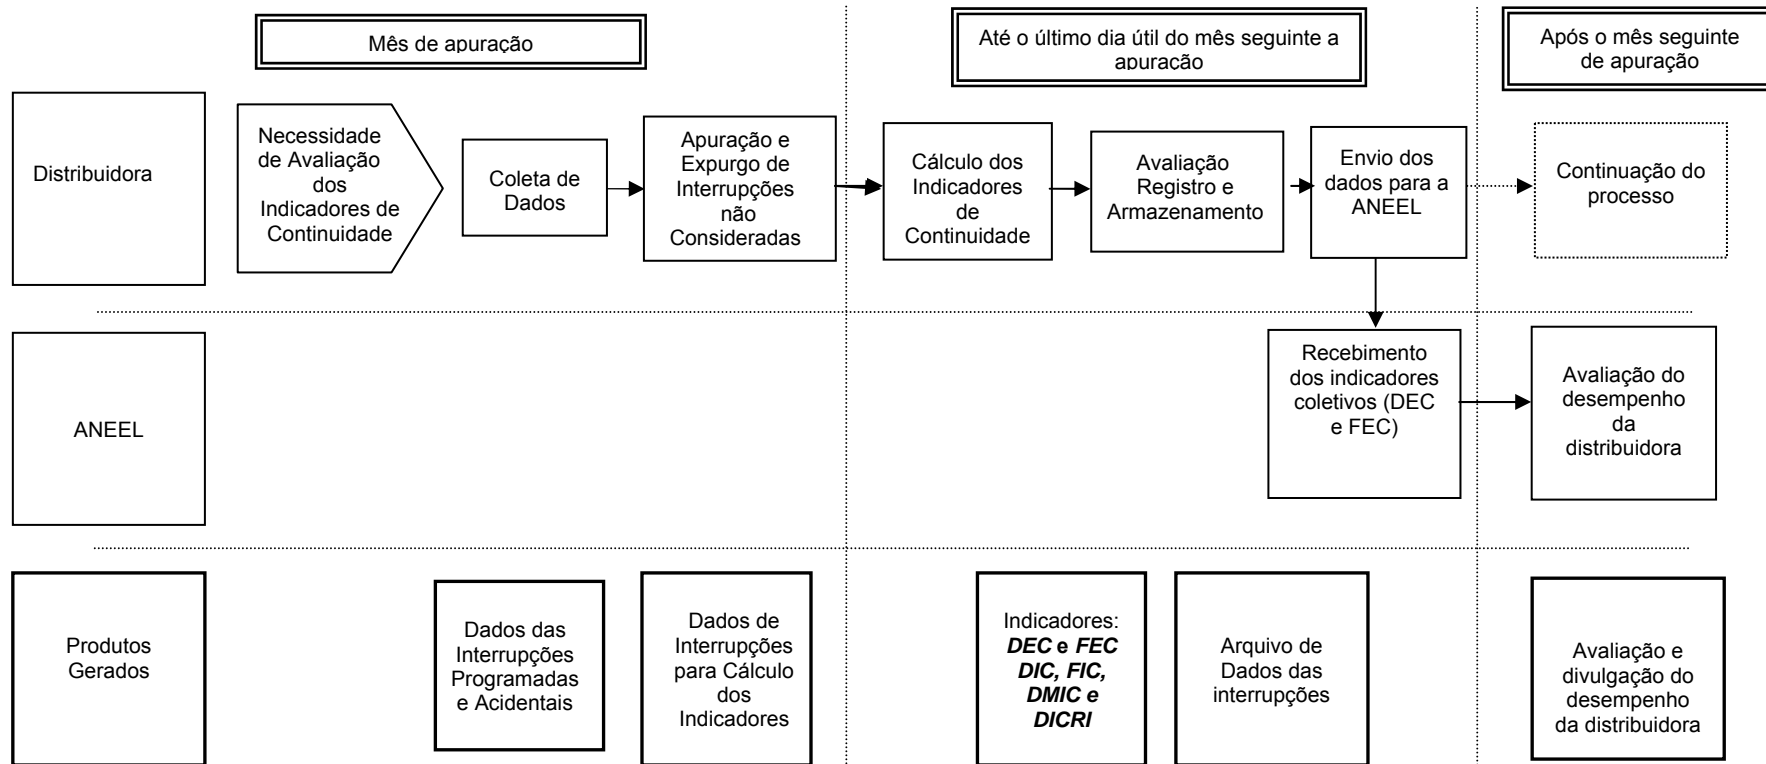 Mês de apuração
Até o último dia útil do mês seguinte a
apuração
Após o mês seguinte
de apuração
Distribuidora
Necessidade
de Avaliação
dos
Indicadores de
Continuidade
Coleta de
Dados
Apuração e
Expurgo de
Interrupções
não
Consideradas
Cálculo dos
Indicadores
de
Continuidade
Avaliação
Registro e
Armazenamento
Envio dos
dados para a
ANEEL
Continuação do
processo
ANEEL
Recebimento
dos indicadores
coletivos (DEC
e FEC)
Avaliação do
desempenho
da
distribuidora
Produtos
Gerados
Dados das
Interrupções
Programadas
e Acidentais
Dados de
Interrupções
para Cálculo
dos
Indicadores
Indicadores:
DEC e FEC
DIC, FIC,
DMIC e
DICRI
Arquivo de
Dados das
interrupções
Avaliação e
divulgação do
desempenho
da distribuidora